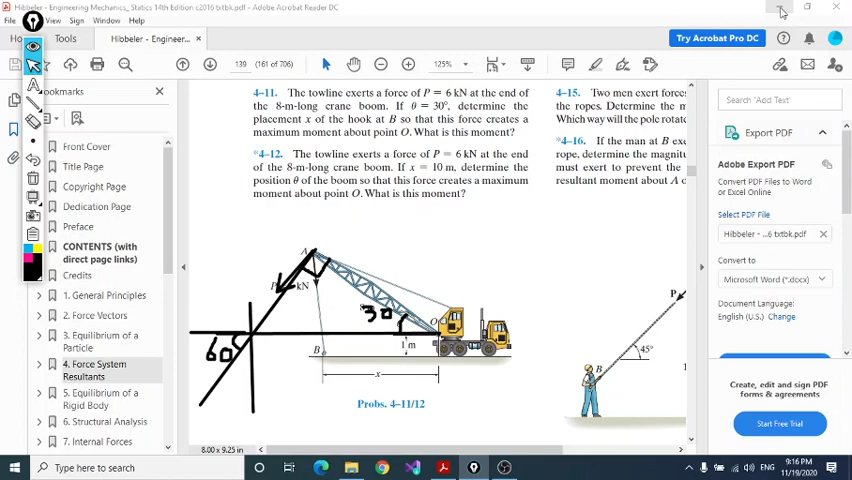 Hibbeler - Engineering Mechanics_ Statics 14th Edition c2016 txtbk.pdf - Adobe Acrobat Reader DC
File View Sign Window Help
Tools
Hibbeler - Engineer...
Try Acrobat Pro DC
139 (161 of 706)
125%
Front Cover
Title Page
Copyright Page
Dedication Page
Preface
CONTENTS (with
direct page links)
Credits
1. General Principles
2. Force Vectors
3. Equilibrium of a
Particle
4. Force System
Resultants
5. Equilibrium of a
Rigid Body
6. Structural Analysis
7. Internal Forces
4–11. The towline exerts a force of P = 6 kN at the end of
the 8-m-long crane boom. If θ = 30°, determine the
placement x of the hook at B so that this force creates a
maximum moment about point O. What is this moment?
*4–12. The towline exerts a force of P = 6 kN at the end
of the 8-m-long crane boom. If x = 10 m, determine the
position θ of the boom so that this force creates a maximum
moment about point O. What is this moment?
A
P
kN
30
O
60
B
1 m
x
Probs. 4–11/12
8.00 x 9.25 in
4–15. Two men exert forces
the ropes. Determine the m
Which way will the pole rotate
*4–16. If the man at B exe
rope, determine the magnitu
must exert to prevent the
resultant moment about A o
P
45°
B
Search 'Add Text'
Export PDF
Adobe Export PDF
Convert PDF Files to Word
or Excel Online
Select PDF File
Hibbeler - ...6 txtbk.pdf
Convert to
Microsoft Word (*.docx)
Document Language:
English (U.S.) Change
Create, edit and sign PDF
forms & agreements
Start Free Trial
Type here to search
ENG
9:16 PM
11/19/2020